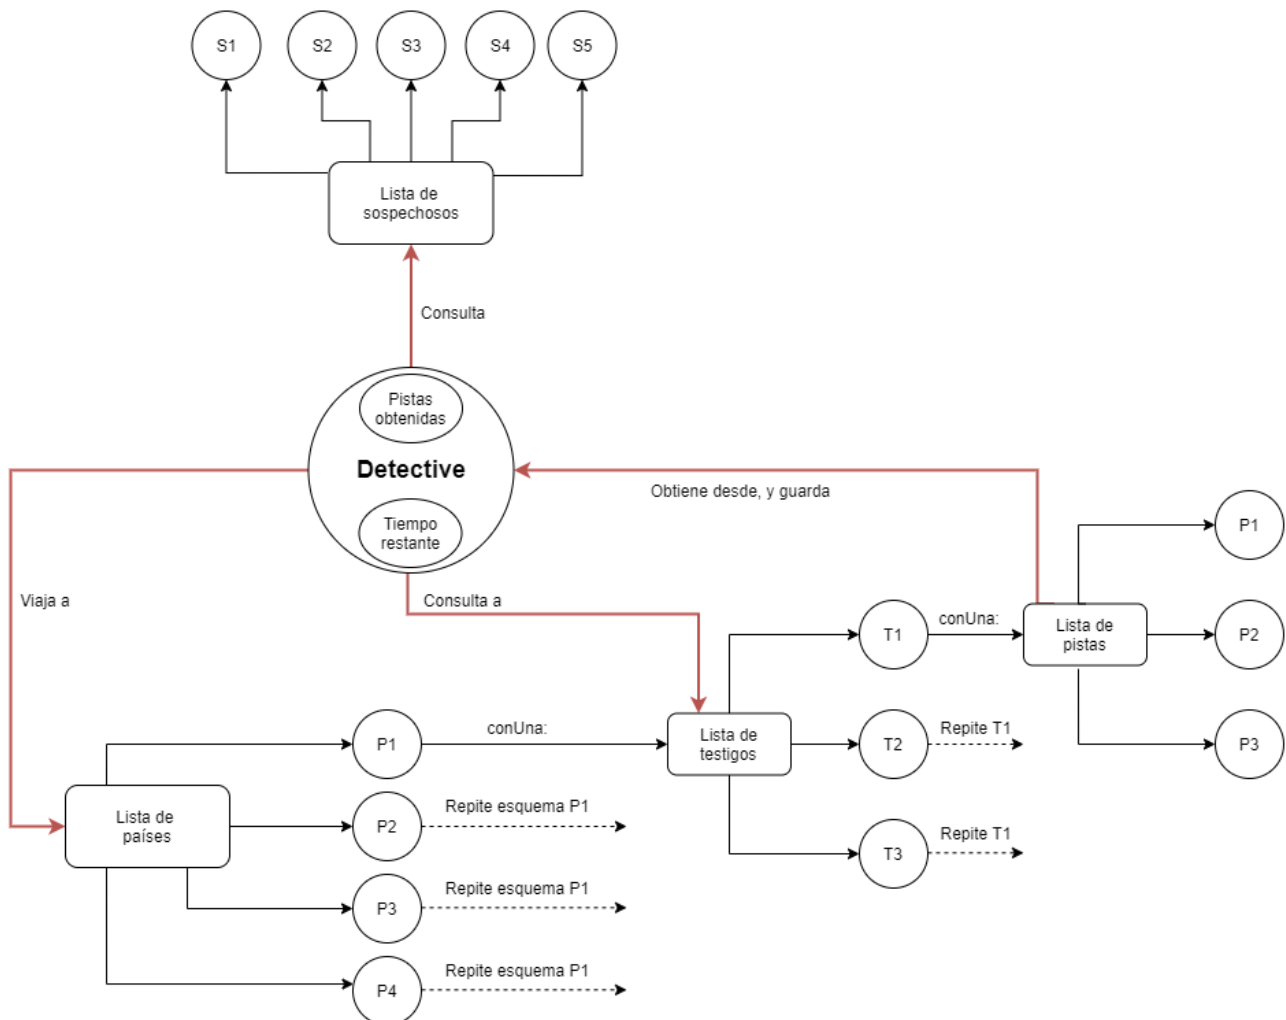 S1
S2
S3
S4
S5
Lista de
sospechosos
Consulta
Pistas
obtenidas
Detective
Tiempo
restante
Obtiene desde, y guarda
Viaja a
Consulta a
P1
P2
P3
Lista de
pistas
conUna:
T1
T2
Repite T1
T3
Repite T1
Lista de
testigos
conUna:
P1
Lista de
países
P2
Repite esquema P1
P3
Repite esquema P1
P4
Repite esquema P1